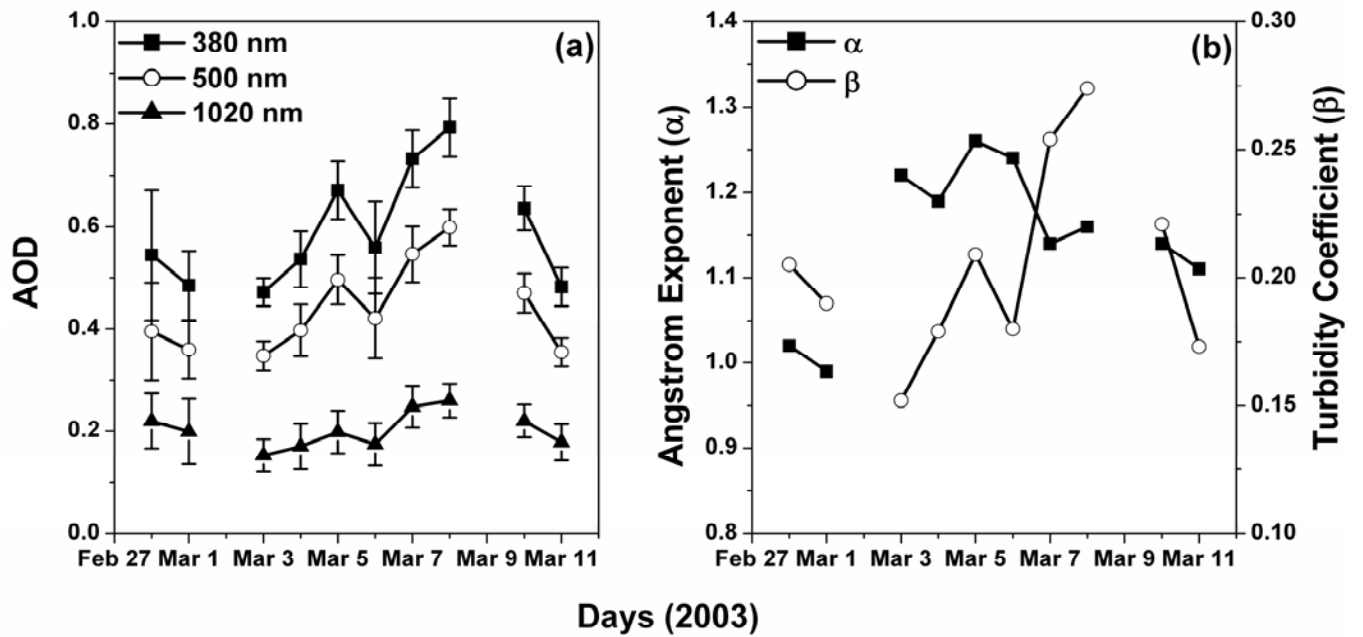 (a)
380 nm
500 nm
1020 nm
AOD
1.0
0.8
0.6
0.4
0.2
0.0
Feb 27 Mar 1 Mar 3 Mar 5 Mar 7 Mar 9 Mar 11
(b)
α
β
Angstrom Exponent (α)
1.4
1.3
1.2
1.1
1.0
0.9
0.8
Turbidity Coefficient (β)
0.30
0.25
0.20
0.15
0.10
Feb 27 Mar 1 Mar 3 Mar 5 Mar 7 Mar 9 Mar 11
Days (2003)